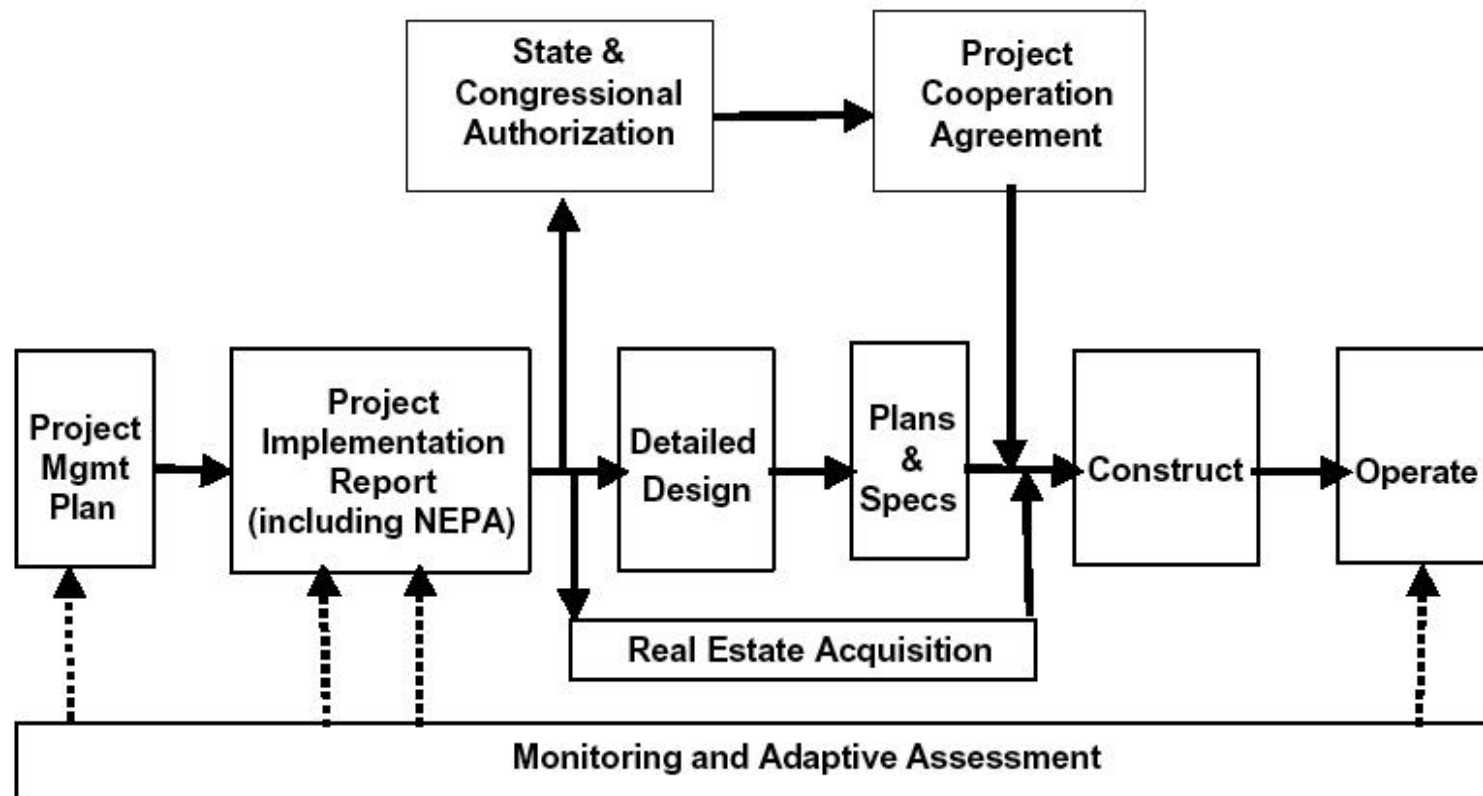 State &
Congressional
Authorization
Project
Cooperation
Agreement
Project
Mgmt
Plan
Project
Implementation
Report
(including NEPA)
Detailed
Design
Plans
&
Specs
Construct
Operate
Real Estate Acquisition
Monitoring and Adaptive Assessment